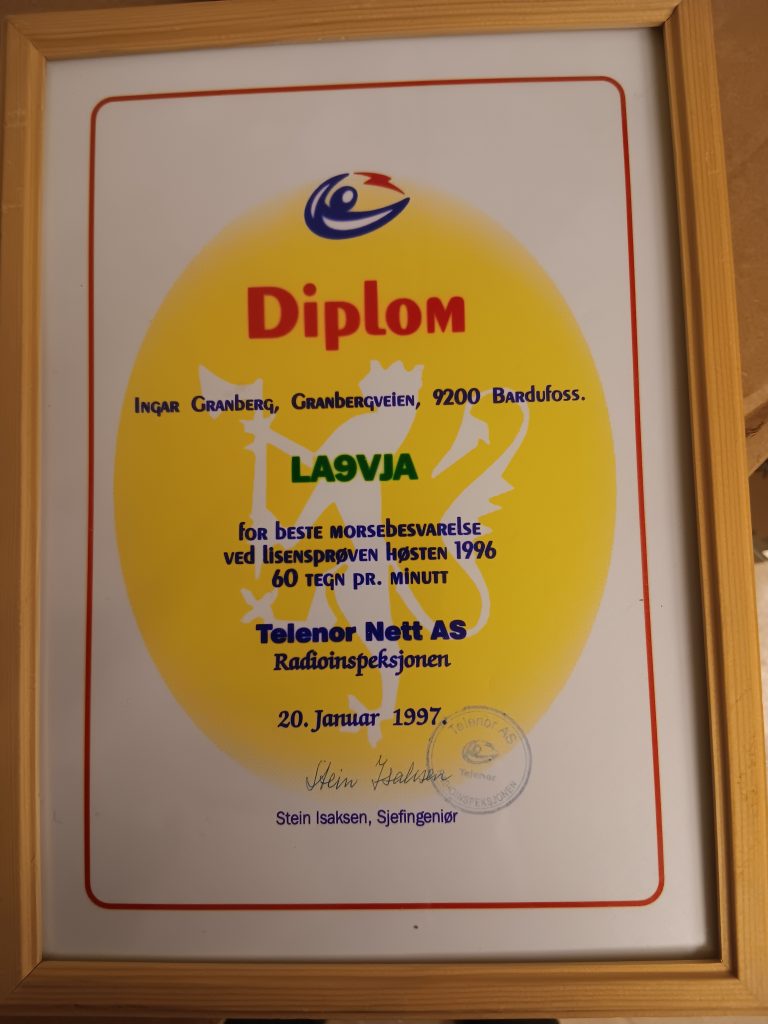 Diplom
Ingar Granberg, Granbergveien, 9200 Bardufoss.
LA9VJA
for beste morsebesvarelse
ved lisensprøven høsten 1996
60 tegn pr. minutt
Telenor Nett AS
Radioinspeksjonen
20. Januar 1997.
Stein Isaksen
Telenor AS
Telenor
RADIOINSPEKSJONEN
Stein Isaksen, Sjefingeniør